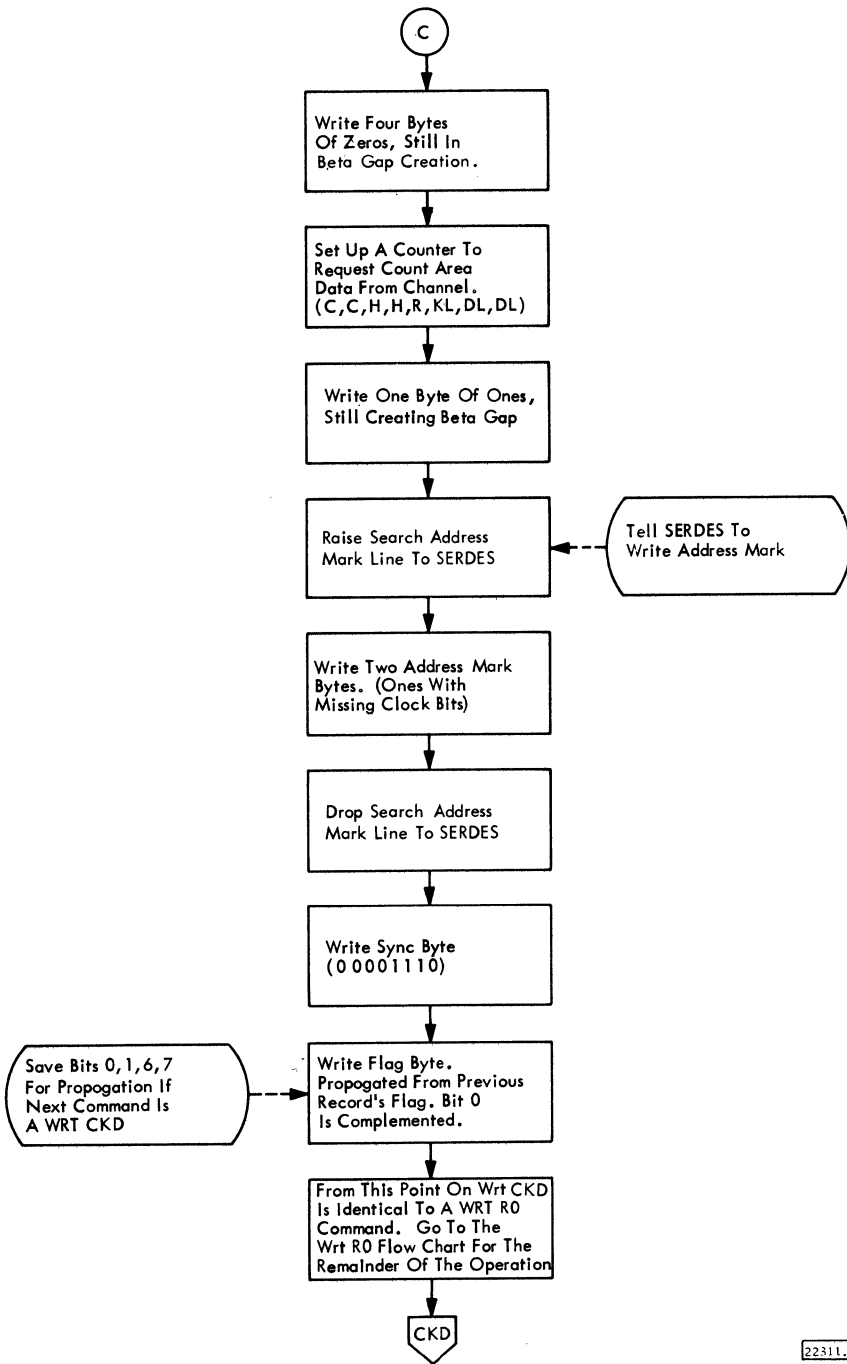 C
Write Four Bytes
Of Zeros, Still In
Beta Gap Creation.
Set Up A Counter To
Request Count Area
Data From Channel.
(C,C,H,H,R,KL,DL,DL)
Write One Byte Of Ones,
Still Creating Beta Gap
Raise Search Address
Mark Line To SERDES
Tell SERDES To
Write Address Mark
Write Two Address Mark
Bytes. (Ones With
Missing Clock Bits)
Drop Search Address
Mark Line To SERDES
Write Sync Byte
(00001110)
Save Bits 0,1,6,7
For Propogation If
Next Command Is
A WRT CKD
Write Flag Byte.
Propogated From Previous
Record's Flag. Bit 0
Is Complemented.
From This Point On Wrt CKD
Is Identical To A WRT R0
Command. Go To The
Wrt R0 Flow Chart For The
Remainder Of The Operation
CKD
22311.